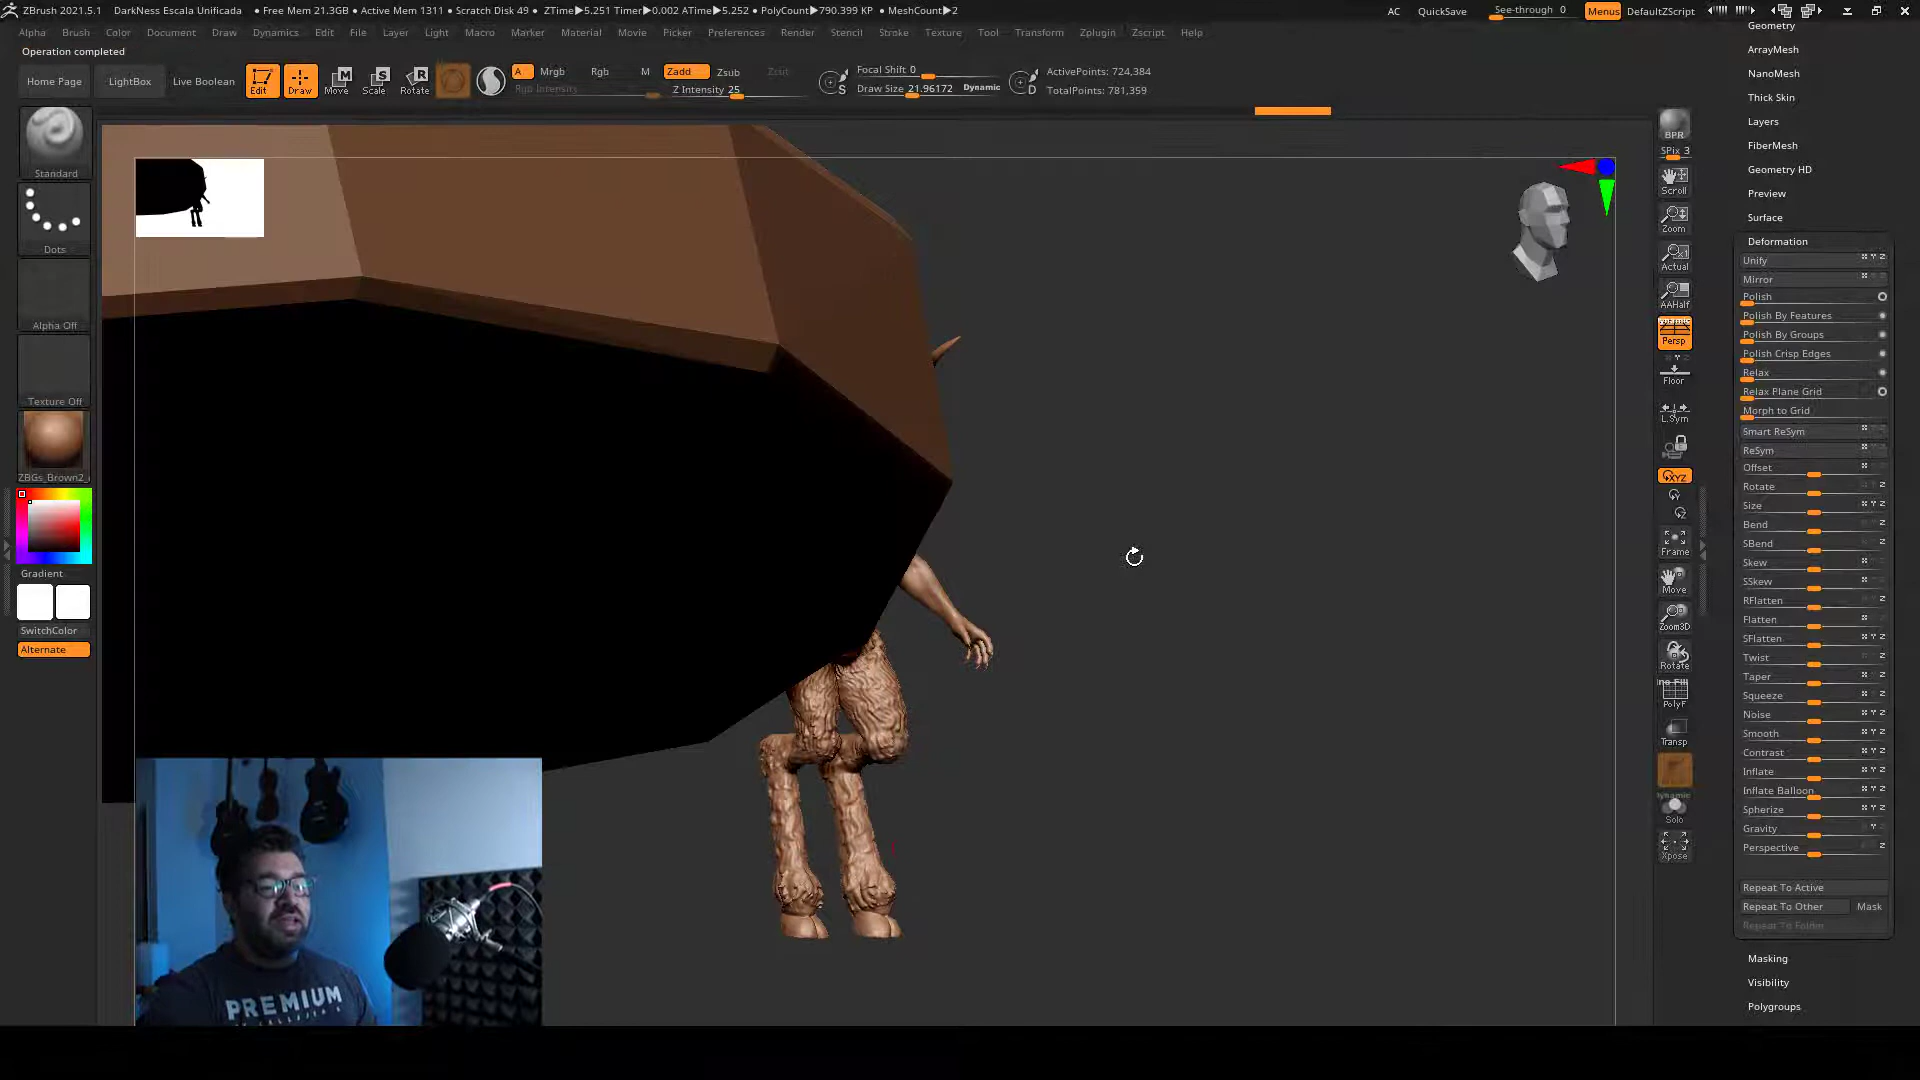 ZBrush 2021.5.1 DarkNess Escala Unificada • Free Mem 21.3GB • Active Mem 1311 • Scratch Disk 49 • ZTime▶5.251 Timer▶0.002 ATime▶5.252 • PolyCount▶790.399 KP • MeshCount▶2 AC QuickSave See-through 0 Menus DefaultZScript
Alpha Brush Color Document Draw Dynamics Edit File Layer Light Macro Marker Material Movie Picker Preferences Render Stencil Stroke Texture Tool Transform Zplugin Zscript Help
Operation completed
Home Page LightBox Live Boolean Edit Draw Move Scale Rotate
A Mrgb Rgb M Zadd Zsub Zcut
Rgb Intensity Z Intensity 25
Focal Shift 0
Draw Size 21.96172 Dynamic
S D
ActivePoints: 724,384
TotalPoints: 781,359
Standard
Dots
Alpha Off
Texture Off
ZBGs_Brown2_
Gradient
SwitchColor
Alternate
BPR
SPix 3
Scroll
Zoom
Actual
AAHalf
Persp
Floor
L.Sym
XYZ
Frame
Move
Zoom3D
Rotate
PolyF
Transp
Dynamic
Solo
Xpose
Geometry
ArrayMesh
NanoMesh
Thick Skin
Layers
FiberMesh
Geometry HD
Preview
Surface
Deformation
Unify
Mirror
Polish
Polish By Features
Polish By Groups
Polish Crisp Edges
Relax
Relax Plane Grid
Morph to Grid
Smart ReSym
ReSym
Offset
Rotate
Size
Bend
SBend
Skew
SSkew
RFlatten
Flatten
SFlatten
Twist
Taper
Squeeze
Noise
Smooth
Contrast
Inflate
Inflate Balloon
Spherize
Gravity
Perspective
Repeat To Active
Repeat To Other Mask
Repeat To Folder
Masking
Visibility
Polygroups
PREMIUM